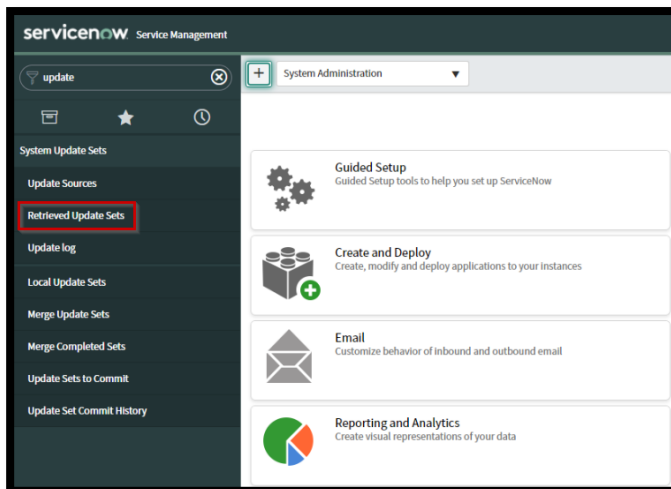 servicenow Service Management
update
System Administration
System Update Sets
Update Sources
Retrieved Update Sets
Update log
Local Update Sets
Merge Update Sets
Merge Completed Sets
Update Sets to Commit
Update Set Commit History
Guided Setup
Guided Setup tools to help you set up ServiceNow
Create and Deploy
Create, modify and deploy applications to your instances
Email
Customize behavior of inbound and outbound email
Reporting and Analytics
Create visual representations of your data